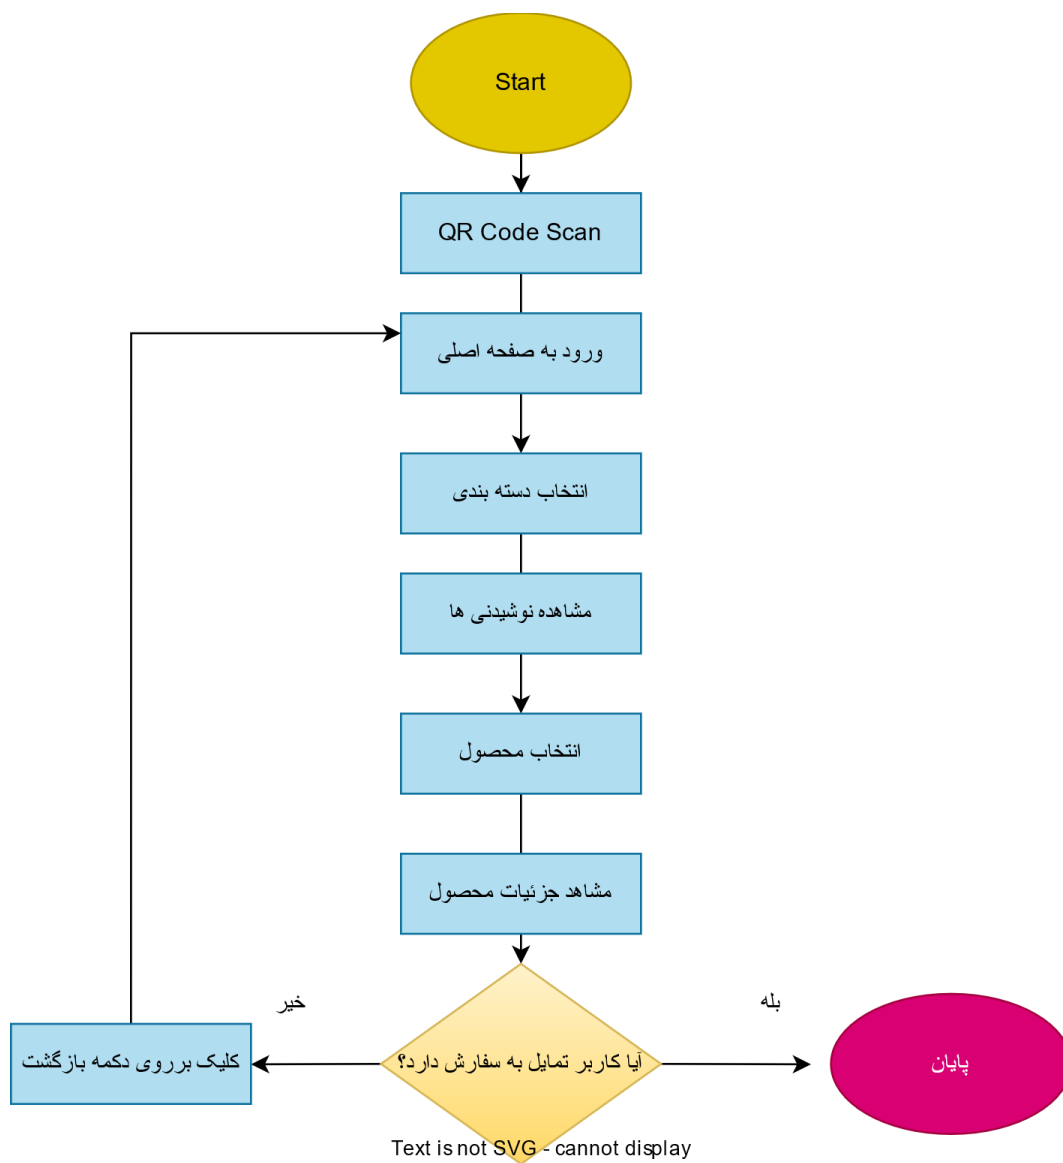 Start
QR Code Scan
ورود به صفحه اصلی
انتخاب دسته بندی
مشاهده نوشیدنی ها
انتخاب محصول
مشاهد جزئیات محصول
خیر
بله
کلیک برروی دکمه بازگشت
آیا کاربر تمایل به سفارش دارد؟
پایان
Text is not SVG - cannot display